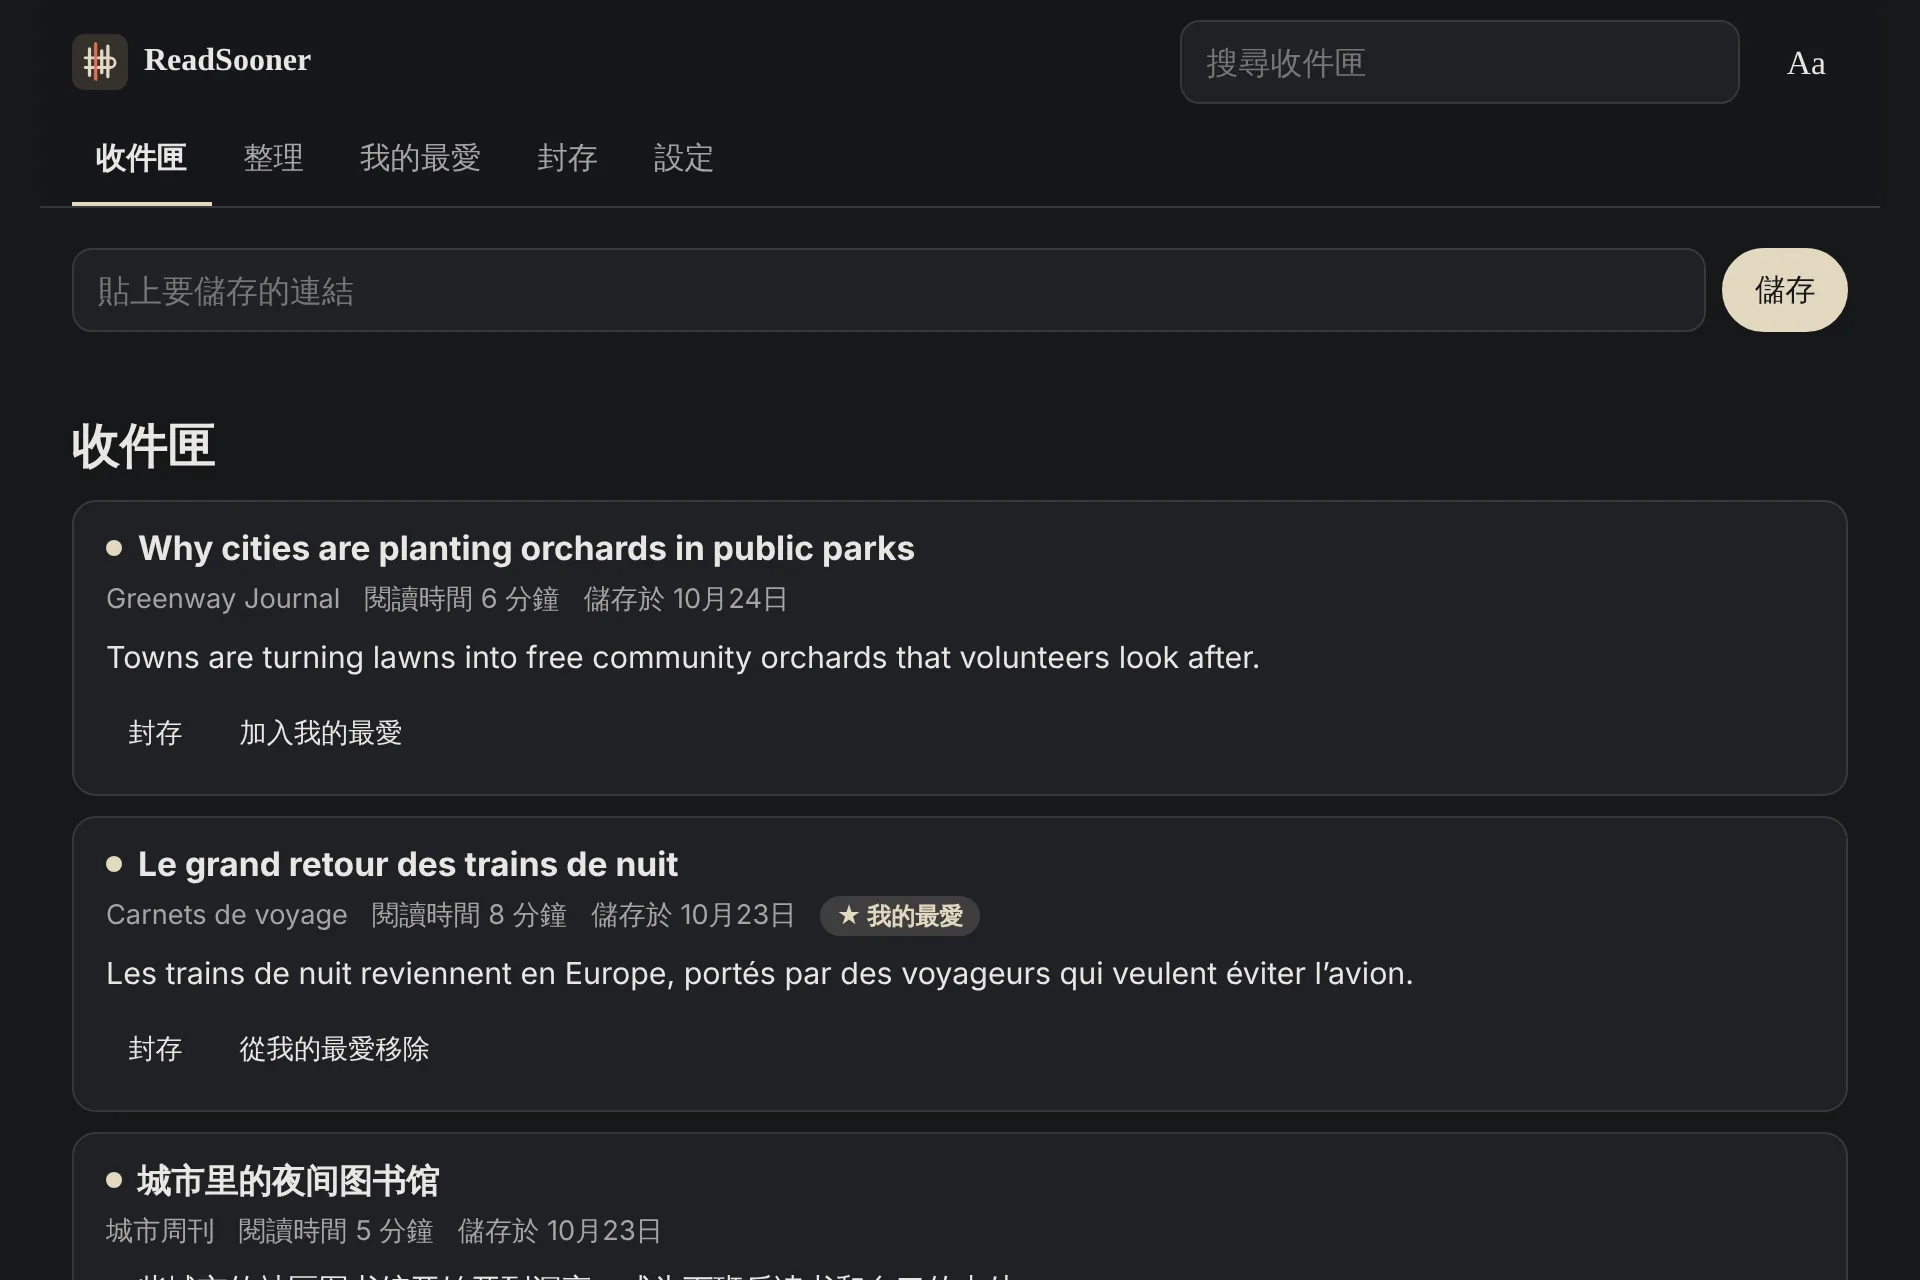 ReadSooner
搜尋收件匣
Aa
收件匣 整理 我的最愛 封存 設定
貼上要儲存的連結
儲存
收件匣
Why cities are planting orchards in public parks
Greenway Journal 閱讀時間 6 分鐘 儲存於 10月24日
Towns are turning lawns into free community orchards that volunteers look after.
封存 加入我的最愛
Le grand retour des trains de nuit
Carnets de voyage 閱讀時間 8 分鐘 儲存於 10月23日 ★ 我的最愛
Les trains de nuit reviennent en Europe, portés par des voyageurs qui veulent éviter l’avion.
封存 從我的最愛移除
城市里的夜间图书馆
城市周刊 閱讀時間 5 分鐘 儲存於 10月23日